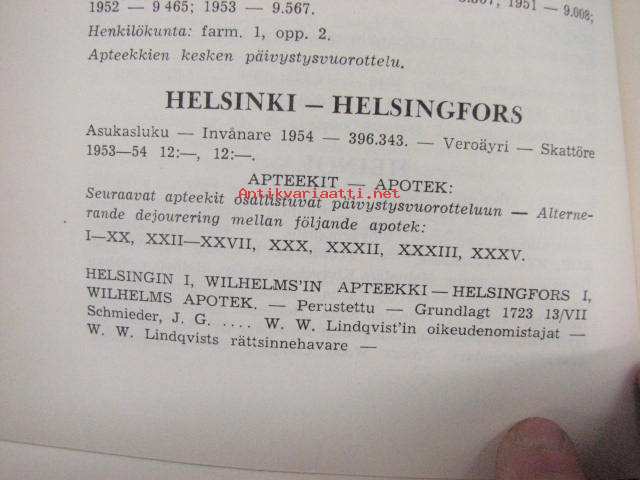 1952 — 9 465; 1953 — 9.567. 1951 — 9.008;
Henkilökunta: farm. 1, opp. 2.
Apteekkien kesken päivystysvuorottelu.
HELSINKI — HELSINGFORS
Asukasluku — Invånare 1954 — 396.343. — Veroäyri — Skattöre
1953—54 12:—, 12:—.
APTEEKIT — APOTEK:
Antikvariaatti.net
Seuraavat apteekit osallistuvat päivystysvuorotteluun — Alterne-
rande dejourering mellan följande apotek:
I—XX, XXII—XXVII, XXX, XXXII, XXXIII, XXXV.
HELSINGIN I, WILHELMS'IN APTEEKKI — HELSINGFORS I,
WILHELMS APOTEK. — Perustettu — Grundlagt 1723 13/VII
Schmieder, J. G. .... W. W. Lindqvist'in oikeudenomistajat —
W. W. Lindqvists rättsinnehavare —